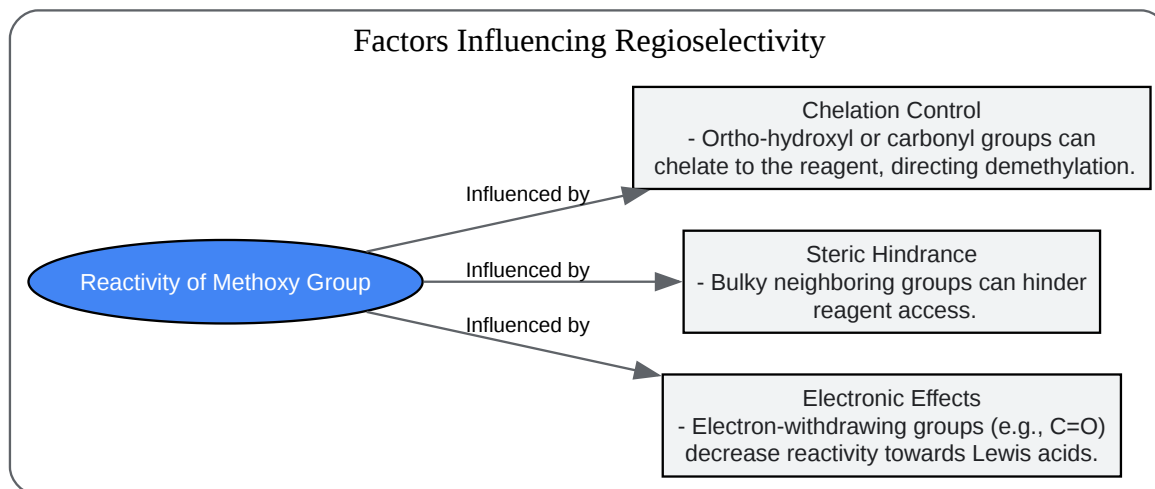 Factors Influencing Regioselectivity
Chelation Control
- Ortho-hydroxyl or carbonyl groups can
chelate to the reagent, directing demethylation.
Influenced by
Reactivity of Methoxy Group
Influenced by
Steric Hindrance
- Bulky neighboring groups can hinder
reagent access.
Influenced by
Electronic Effects
- Electron-withdrawing groups (e.g., C=O)
decrease reactivity towards Lewis acids.